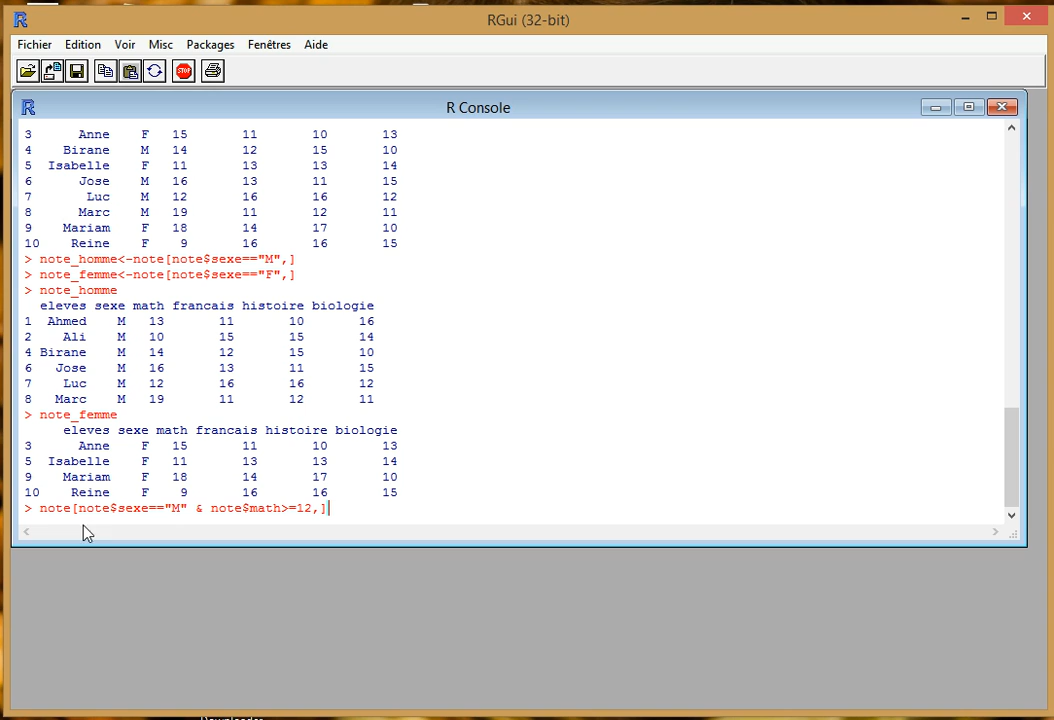 RGui (32-bit)
Fichier Edition Voir Misc Packages Fenêtres Aide
STOP
R Console
3 Anne F 15 11 10 13
4 Birane M 14 12 15 10
5 Isabelle F 11 13 13 14
6 Jose M 16 13 11 15
7 Luc M 12 16 16 12
8 Marc M 19 11 12 11
9 Mariam F 18 14 17 10
10 Reine F 9 16 16 15
> note_homme<-note[note$sexe=="M",]
> note_femme<-note[note$sexe=="F",]
> note_homme
eleves sexe math francais histoire biologie
1 Ahmed M 13 11 10 16
2 Ali M 10 15 15 14
4 Birane M 14 12 15 10
6 Jose M 16 13 11 15
7 Luc M 12 16 16 12
8 Marc M 19 11 12 11
> note_femme
eleves sexe math francais histoire biologie
3 Anne F 15 11 10 13
5 Isabelle F 11 13 13 14
9 Mariam F 18 14 17 10
10 Reine F 9 16 16 15
> note[note$sexe=="M" & note$math>=12,]